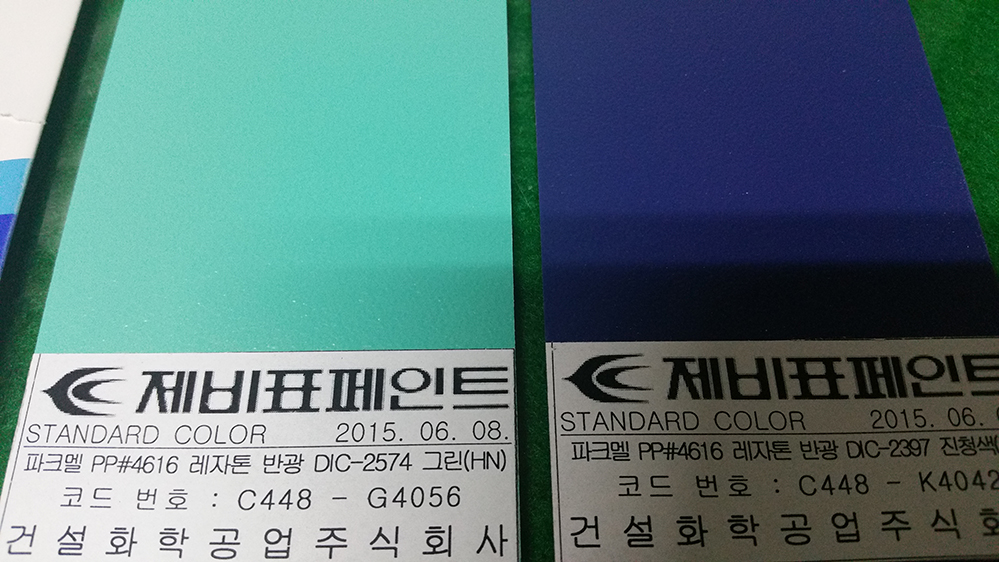 제비표페인트
STANDARD COLOR 2015. 06. 08.
파크멜 PP#4616 레자톤 반광 DIC-2574 그린(HN)
코드 번호 : C448 - G4056
건설화학공업주식회사
제비표페인트
STANDARD COLOR 2015. 06.
파크멜 PP#4616 레자톤 반광 DIC-2397 진청색
코드 번호 : C448 - K4042
건설화학공업주식회